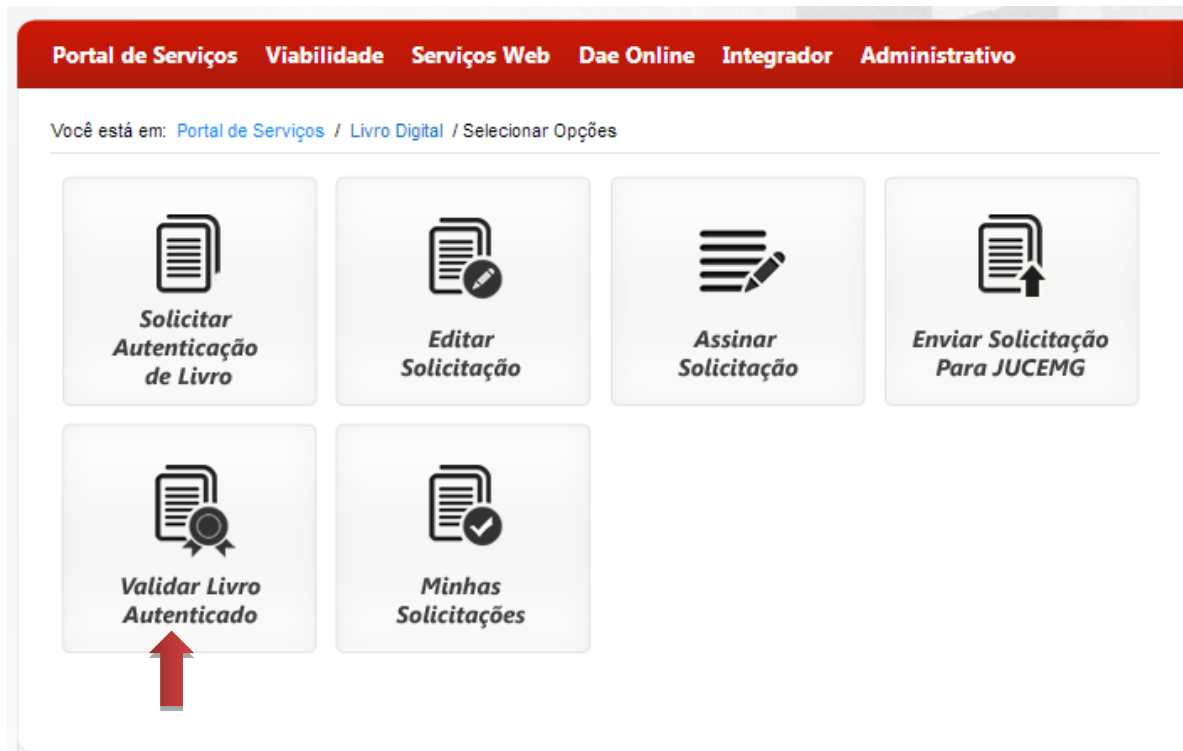 Portal de Serviços Viabilidade Serviços Web Dae Online Integrador Administrativo
Você está em: Portal de Serviços / Livro Digital / Selecionar Opções
Solicitar
Autenticação
de Livro
Editar
Solicitação
Assinar
Solicitação
Enviar Solicitação
Para JUCEMG
Validar Livro
Autenticado
Minhas
Solicitações